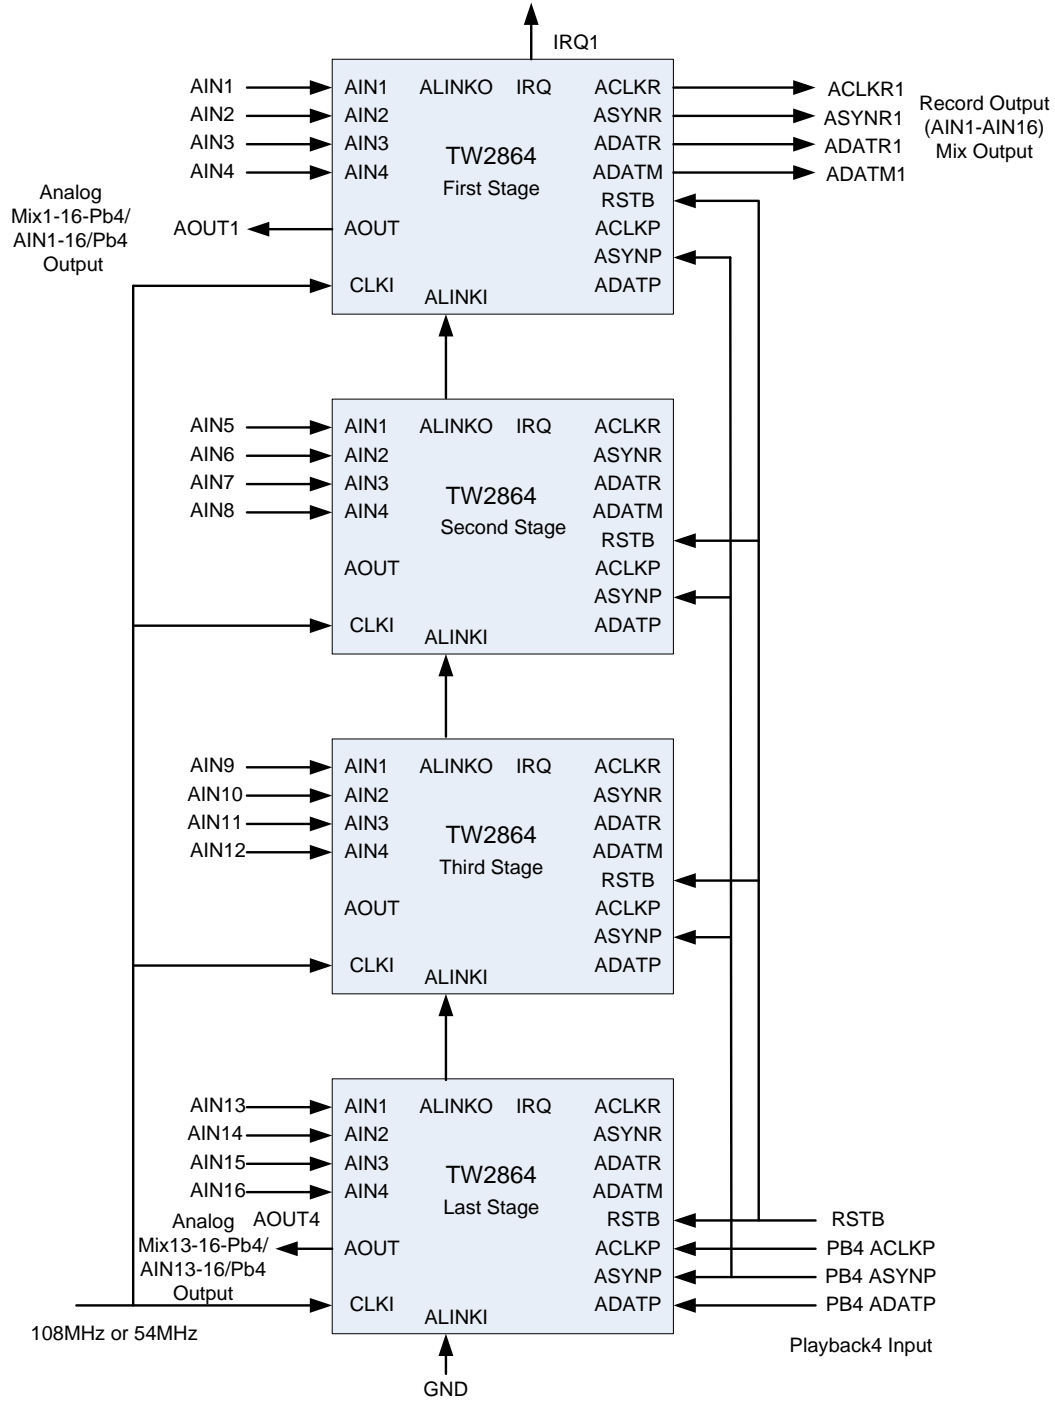 IRQ1
AIN1 AIN1 ALINKO IRQ ACLKR ACLKR1
AIN2 AIN2 ASYNR ASYNR1
AIN3 AIN3 ADATR ADATR1
AIN4 AIN4 ADATM ADATM1
Record Output
(AIN1-AIN16)
Mix Output
TW2864
First Stage
RSTB
Analog
Mix1-16-Pb4/
AIN1-16/Pb4
Output
AOUT1 AOUT ACLKP
ASYNP
CLKI ADATP
ALINKI
AIN5 AIN1 ALINKO IRQ ACLKR
AIN6 AIN2 ASYNR
AIN7 AIN3 ADATR
AIN8 AIN4 ADATM
TW2864
Second Stage
RSTB
AOUT ACLKP
ASYNP
CLKI ADATP
ALINKI
AIN9 AIN1 ALINKO IRQ ACLKR
AIN10 AIN2 ASYNR
AIN11 AIN3 ADATR
AIN12 AIN4 ADATM
TW2864
Third Stage
RSTB
AOUT ACLKP
ASYNP
CLKI ADATP
ALINKI
AIN13 AIN1 ALINKO IRQ ACLKR
AIN14 AIN2 ASYNR
AIN15 AIN3 ADATR
AIN16 AIN4 ADATM
TW2864
Last Stage
RSTB RSTB
Analog
Mix13-16-Pb4/
AIN13-16/Pb4
Output
AOUT4
AOUT ACLKP PB4 ACLKP
ASYNP PB4 ASYNP
CLKI ADATP PB4 ADATP
ALINKI
108MHz or 54MHz
Playback4 Input
GND